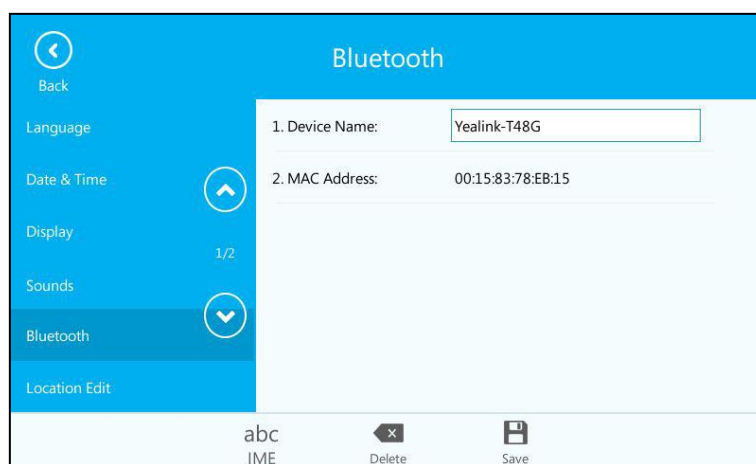 Bluetooth
Back
Language
Date & Time
Display
1/2
Sounds
Bluetooth
Location Edit
1. Device Name: Yealink-T48G
2. MAC Address: 00:15:83:78:EB:15
abc
IME
Delete
Save